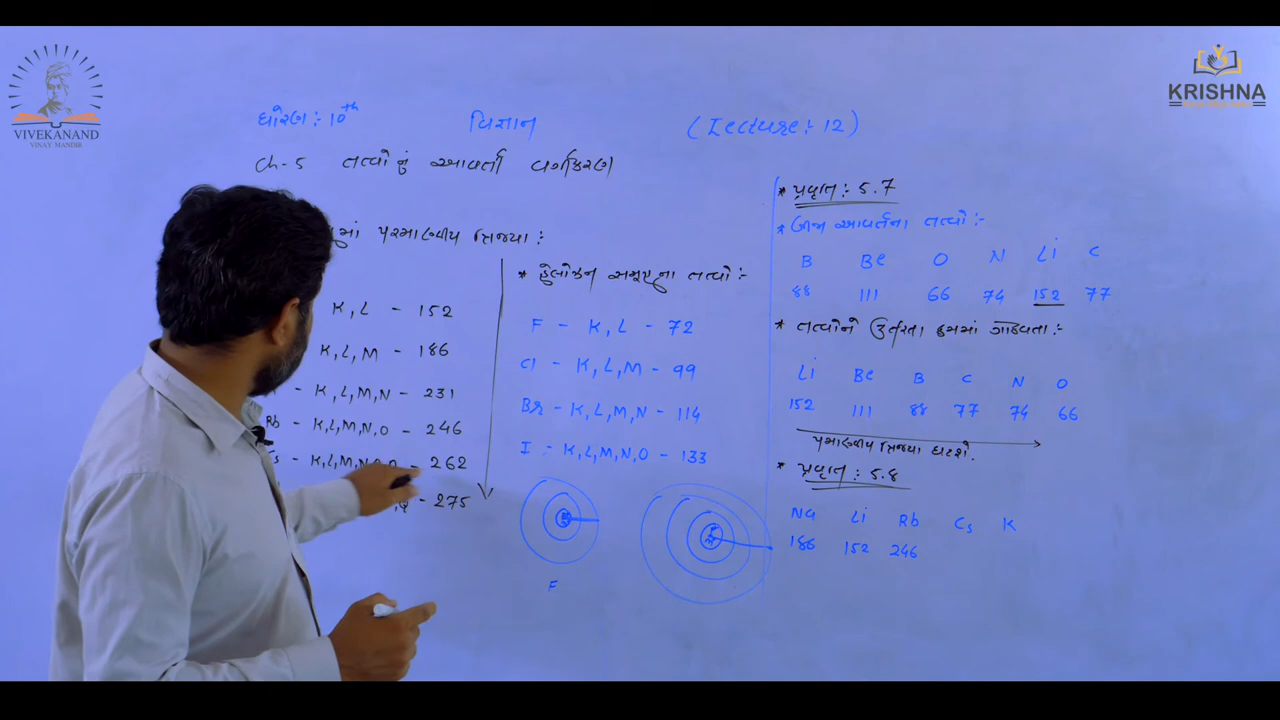 VIVEKANAND
VINAY MANDIR
KRISHNA
ધોરણ : 10th વિજ્ઞાન (Lecture : 12)
Ch-5 તત્વોનું આવર્તી વર્ગીકરણ
માં પરમાણ્વીય ત્રિજ્યા :
K, L - 152
K, L, M - 186
- K, L, M, N - 231
Rb - K, L, M, N, O - 246
Cs - K, L, M, N, O, P - 262
, Q - 275
* હેલોજન સમૂહના તત્વો :-
F - K, L - 72
Cl - K, L, M - 99
Br - K, L, M, N - 114
I - K, L, M, N, O - 133
F
* પ્રવૃત્તિ : 5.7
* બીજા આવર્તના તત્વો :-
B Be O N Li C
88 111 66 74 152 77
* તત્વોને ઉતરતા ક્રમમાં ગોઠવતા :-
Li Be B C N O
152 111 88 77 74 66
પરમાણ્વીય ત્રિજ્યા ઘટશે.
* પ્રવૃત્તિ : 5.8
Na Li Rb Cs K
186 152 246